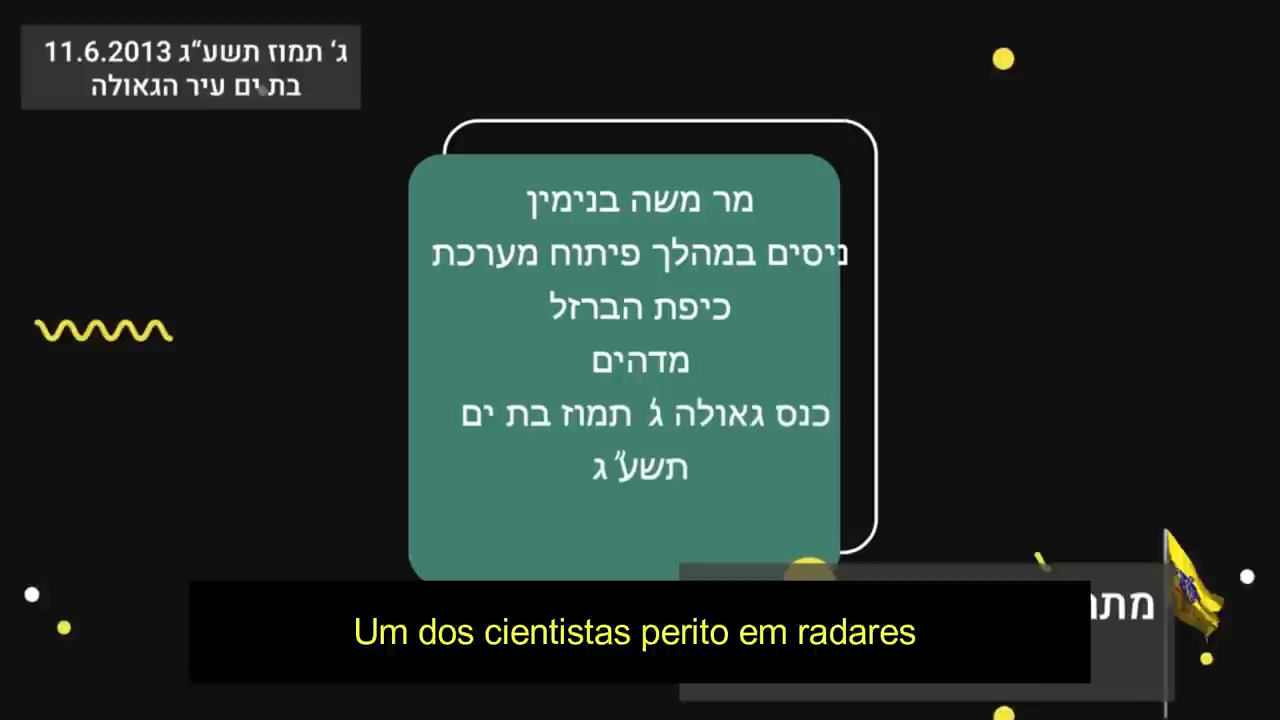 ג' תמוז תשע"ג 11.6.2013
בת ים עיר הגאולה
מר משה בנימין
ניסים במהלך פיתוח מערכת
כיפת הברזל
מדהים
כנס גאולה ג' תמוז בת ים
תשע"ג
Um dos cientistas perito em radares